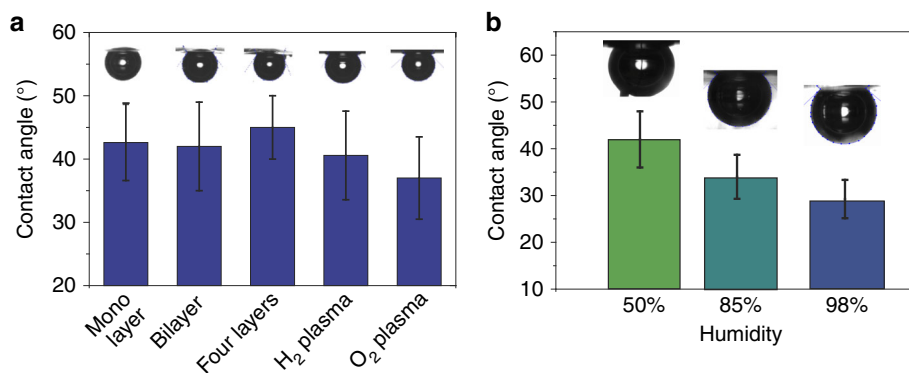 a
60
50
40
30
20
Contact angle (°)
Mono
layer
Bilayer
Four layers
H₂ plasma
O₂ plasma
b
60
50
40
30
20
10
Contact angle (°)
50%
85%
98%
Humidity